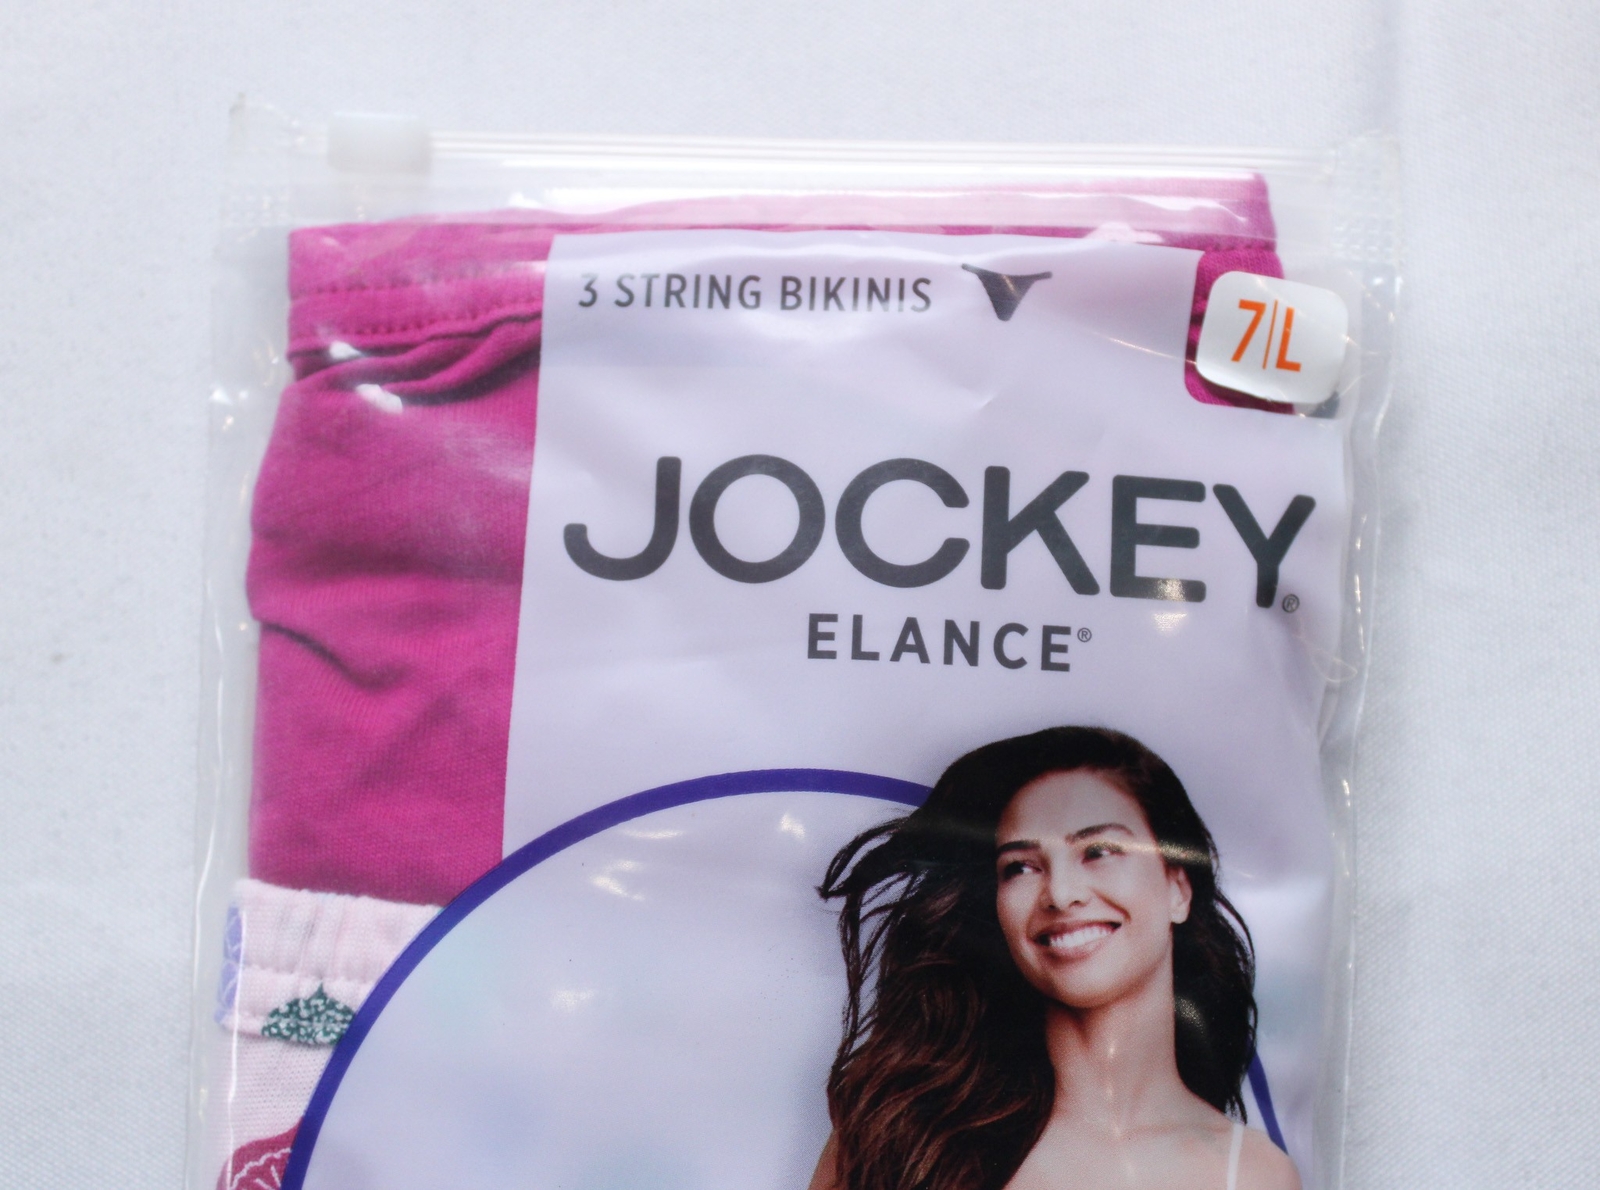 3 STRING BIKINIS
7|L
JOCKEY®
ELANCE®